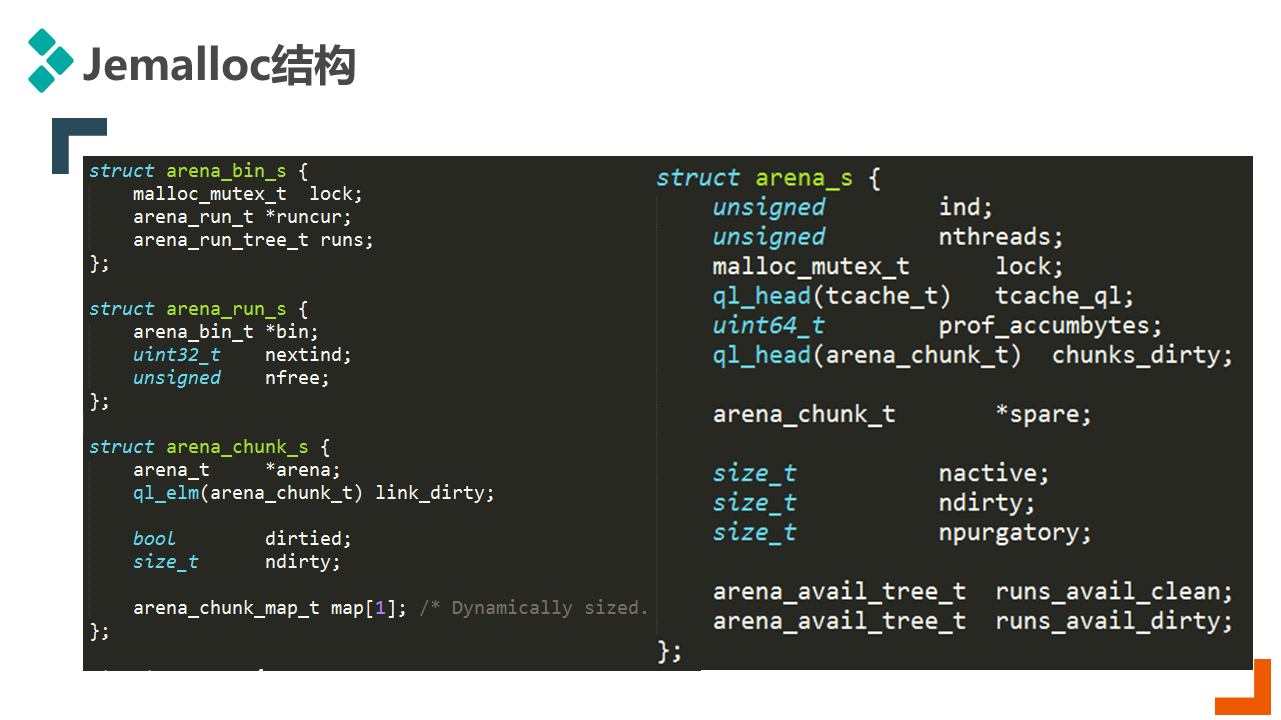 Jemalloc结构
struct arena_bin_s {
malloc_mutex_t lock;
arena_run_t *runcur;
arena_run_tree_t runs;
};
struct arena_run_s {
arena_bin_t *bin;
uint32_t nextind;
unsigned nfree;
};
struct arena_chunk_s {
arena_t *arena;
ql_elm(arena_chunk_t) link_dirty;
bool dirtied;
size_t ndirty;
arena_chunk_map_t map[1]; /* Dynamically sized.
};
struct arena_s {
unsigned ind;
unsigned nthreads;
malloc_mutex_t lock;
ql_head(tcache_t) tcache_ql;
uint64_t prof_accumbytes;
ql_head(arena_chunk_t) chunks_dirty;
arena_chunk_t *spare;
size_t nactive;
size_t ndirty;
size_t npurgatory;
arena_avail_tree_t runs_avail_clean;
arena_avail_tree_t runs_avail_dirty;
};